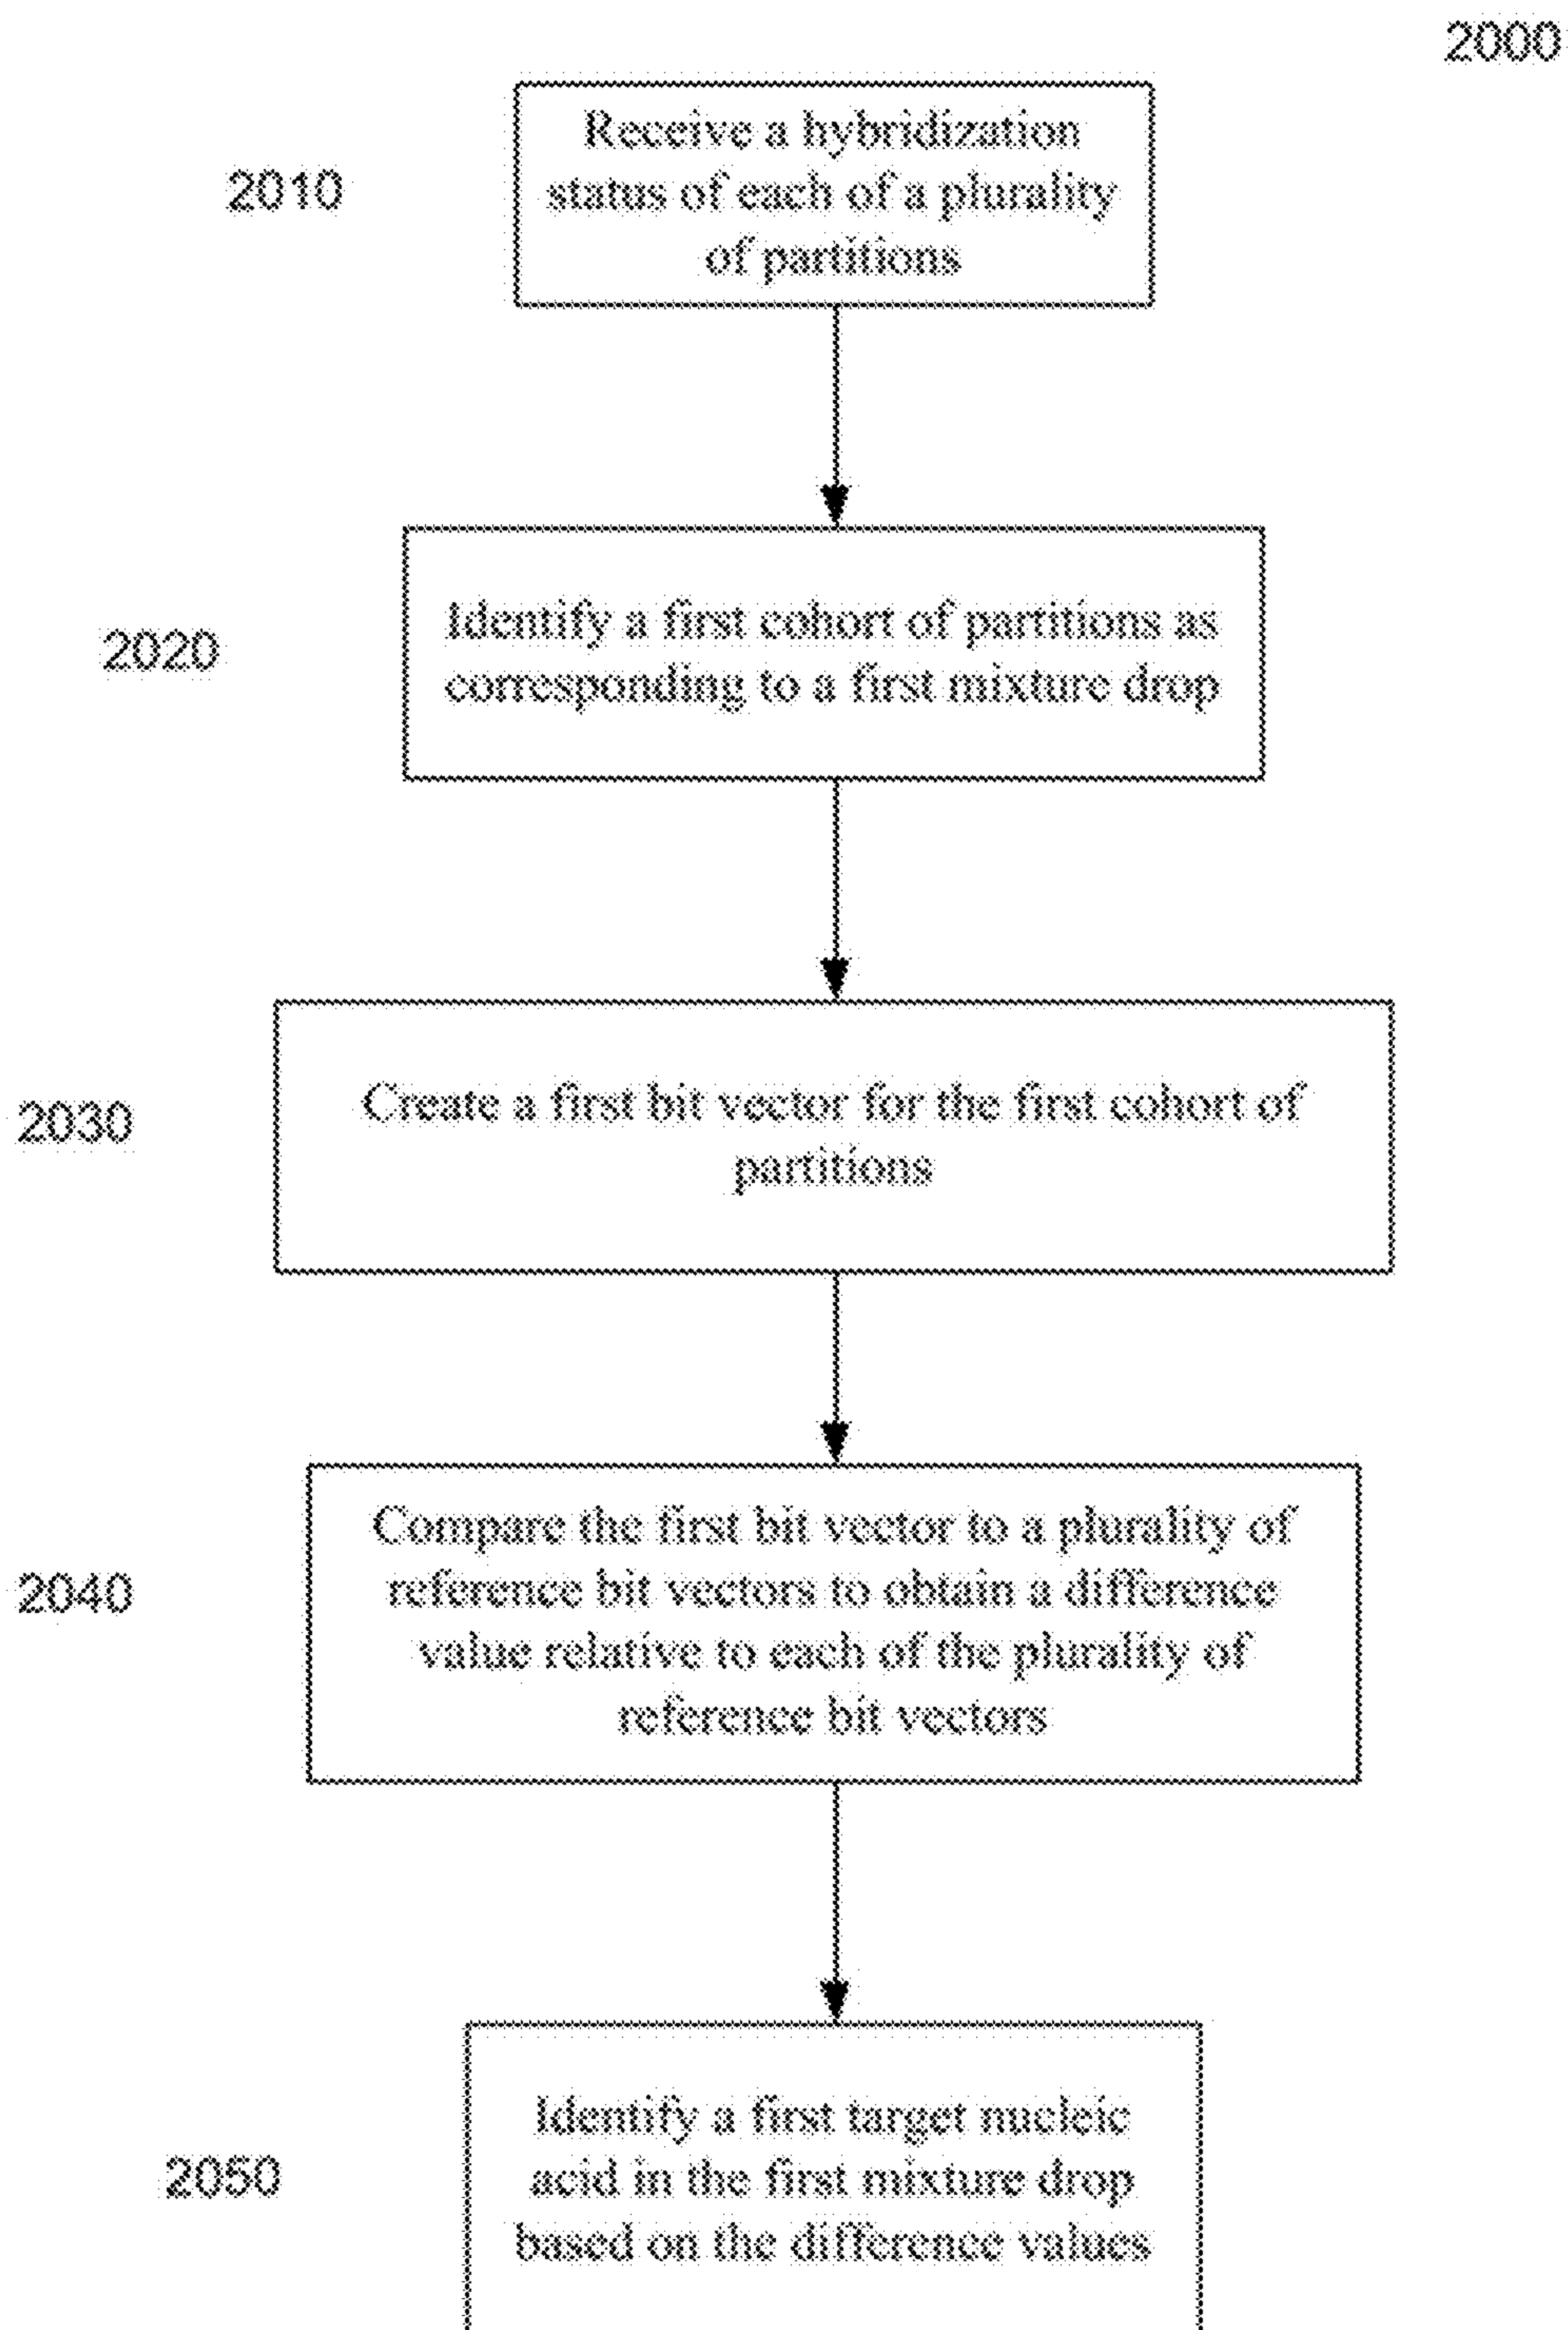 2000
2010
Receive a hybridization
status of each of a plurality
of partitions
2020
Identify a first cohort of partitions as
corresponding to a first mixture drop
2030
Create a first bit vector for the first cohort of
partitions
2040
Compare the first bit vector to a plurality of
reference bit vectors to obtain a difference
value relative to each of the plurality of
reference bit vectors
2050
Identify a first target nucleic
acid in the first mixture drop
based on the difference values